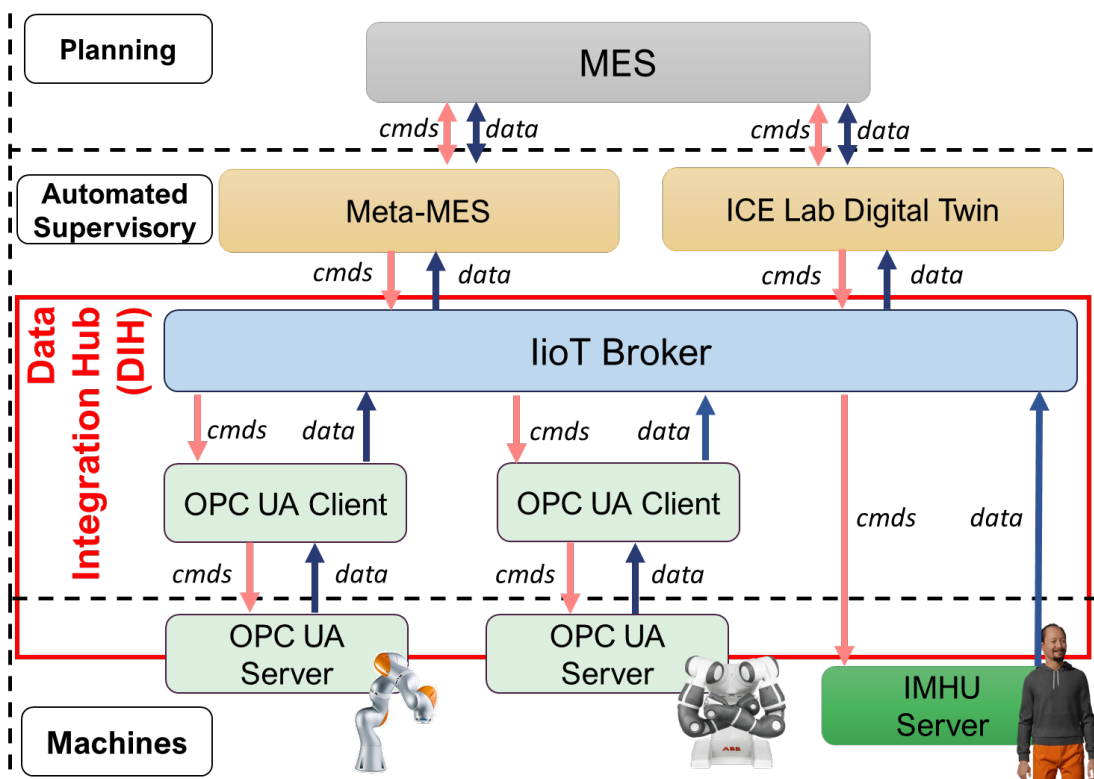 Planning
MES
cmds
data
cmds
data
Automated
Supervisory
Meta-MES
ICE Lab Digital Twin
cmds
data
cmds
data
Data
Integration Hub
(DIH)
IioT Broker
cmds
data
cmds
data
cmds
data
OPC UA Client
OPC UA Client
cmds
data
cmds
data
OPC UA
Server
OPC UA
Server
IMHU
Server
ABB
Machines